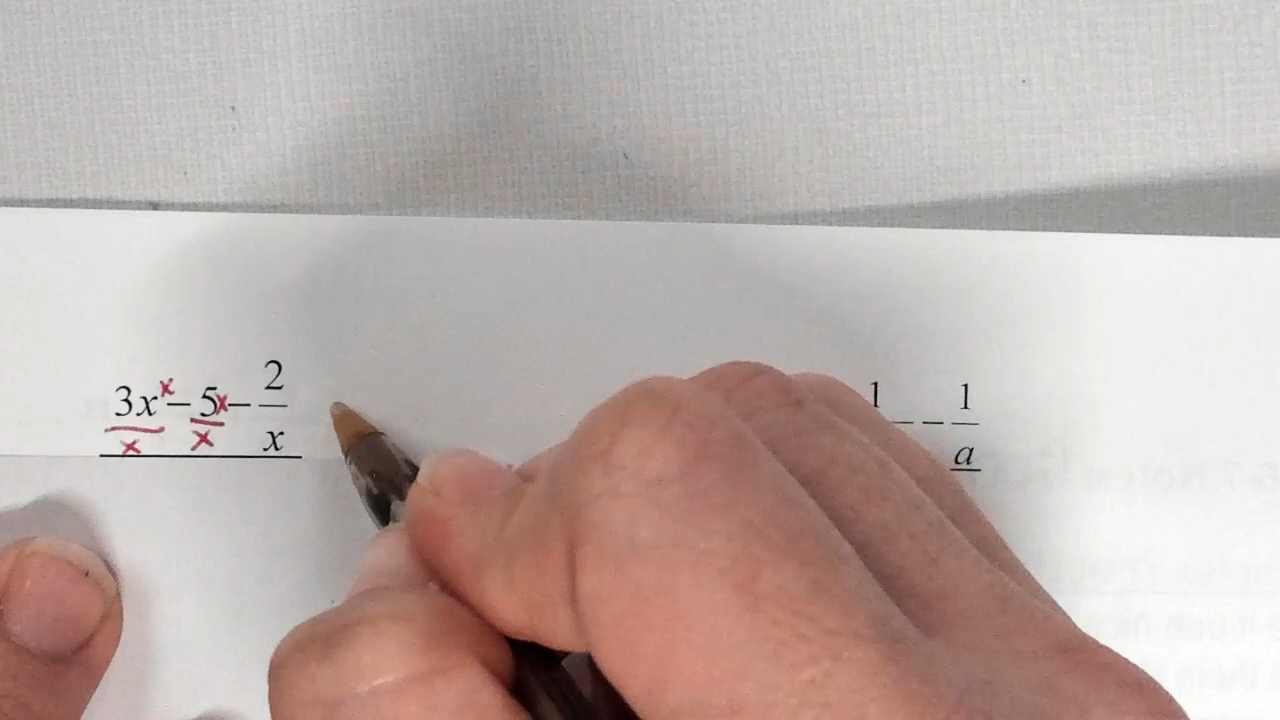 3x x − 5 x − 2/x
x x
1 − 1/a